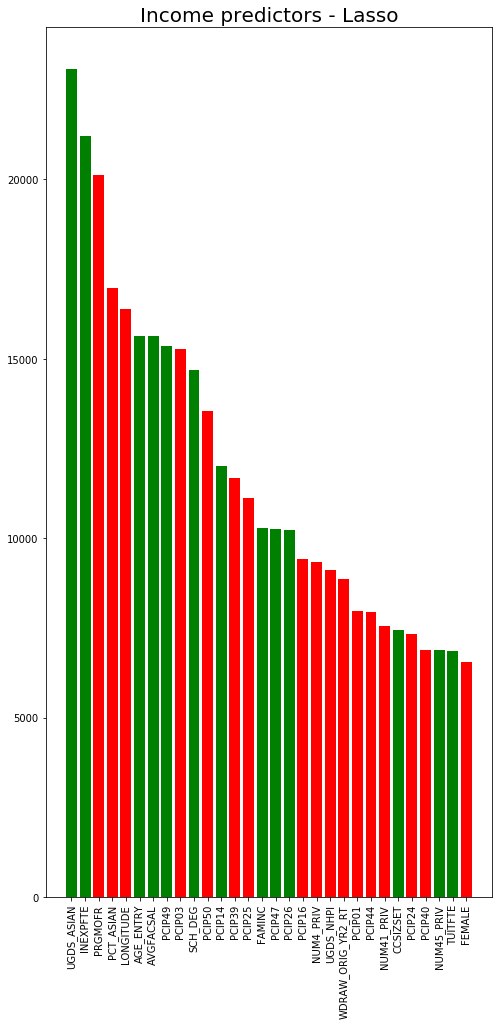 Income predictors - Lasso
20000
15000
10000
5000
0
UGDS_ASIAN
INEXPFTE
PRGMOFR
PCT_ASIAN
LONGITUDE
AGE_ENTRY
AVGFACSAL
PCIP49
PCIP03
SCH_DEG
PCIP50
PCIP14
PCIP39
PCIP25
FAMINC
PCIP47
PCIP26
PCIP16
NUM4_PRIV
UGDS_NHPI
WDRAW_ORIG_YR2_RT
PCIP01
PCIP44
NUM41_PRIV
CCSIZSET
PCIP24
PCIP40
NUM45_PRIV
TUITFTE
FEMALE